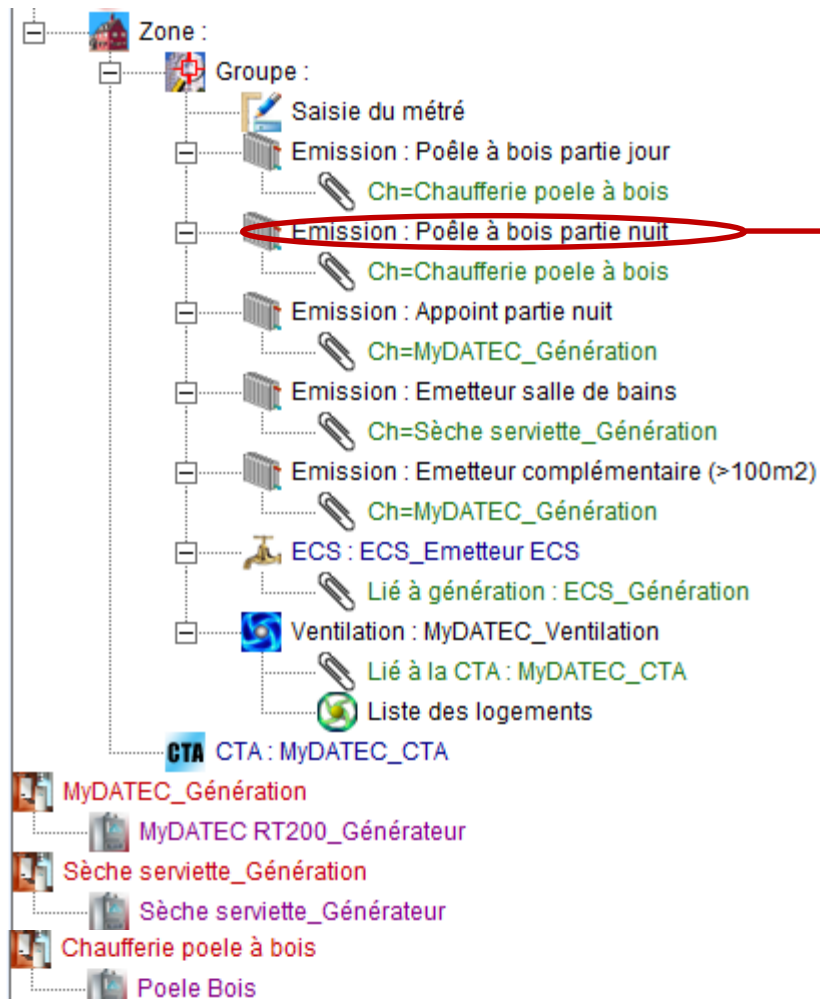 Zone :
Groupe :
Saisie du métré
Emission : Poêle à bois partie jour
Ch=Chaufferie poele à bois
Emission : Poêle à bois partie nuit
Ch=Chaufferie poele à bois
Emission : Appoint partie nuit
Ch=MyDATEC_Génération
Emission : Emetteur salle de bains
Ch=Sèche serviette_Génération
Emission : Emetteur complémentaire (>100m2)
Ch=MyDATEC_Génération
ECS : ECS_Emetteur ECS
Lié à génération : ECS_Génération
Ventilation : MyDATEC_Ventilation
Lié à la CTA : MyDATEC_CTA
Liste des logements
CTA CTA : MyDATEC_CTA
MyDATEC_Génération
MyDATEC RT200_Générateur
Sèche serviette_Génération
Sèche serviette_Générateur
Chaufferie poele à bois
Poele Bois